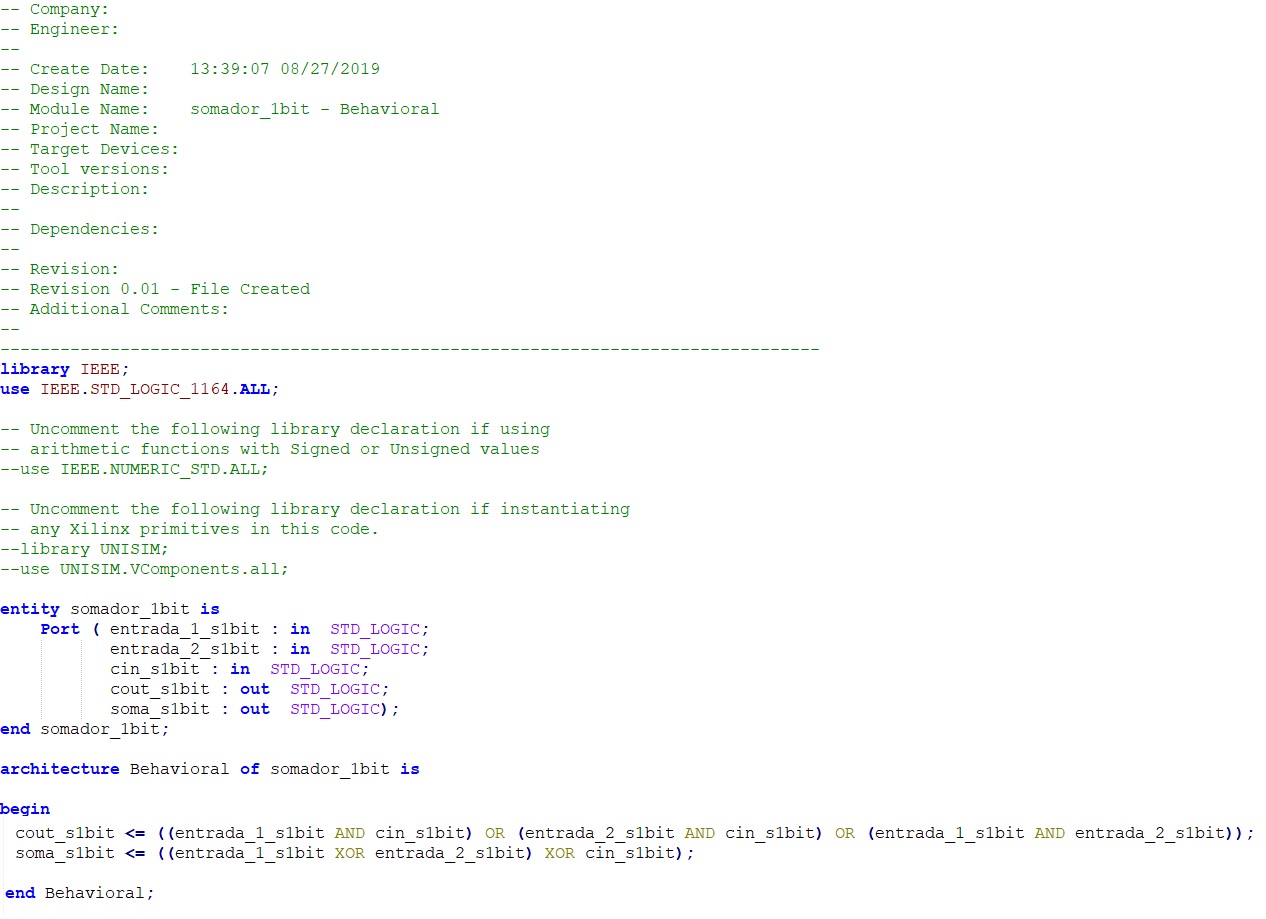 -- Company:
-- Engineer:
--
-- Create Date:    13:39:07 08/27/2019
-- Design Name:
-- Module Name:    somador_1bit - Behavioral
-- Project Name:
-- Target Devices:
-- Tool versions:
-- Description:
--
-- Dependencies:
--
-- Revision:
-- Revision 0.01 - File Created
-- Additional Comments:
--
----------------------------------------------------------------------------------
library IEEE;
use IEEE.STD_LOGIC_1164.ALL;

-- Uncomment the following library declaration if using
-- arithmetic functions with Signed or Unsigned values
--use IEEE.NUMERIC_STD.ALL;

-- Uncomment the following library declaration if instantiating
-- any Xilinx primitives in this code.
--library UNISIM;
--use UNISIM.VComponents.all;

entity somador_1bit is
    Port ( entrada_1_s1bit : in  STD_LOGIC;
           entrada_2_s1bit : in  STD_LOGIC;
           cin_s1bit : in  STD_LOGIC;
           cout_s1bit : out  STD_LOGIC;
           soma_s1bit : out  STD_LOGIC);
end somador_1bit;

architecture Behavioral of somador_1bit is

begin
 cout_s1bit <= ((entrada_1_s1bit AND cin_s1bit) OR (entrada_2_s1bit AND cin_s1bit) OR (entrada_1_s1bit AND entrada_2_s1bit));
 soma_s1bit <= ((entrada_1_s1bit XOR entrada_2_s1bit) XOR cin_s1bit);

end Behavioral;